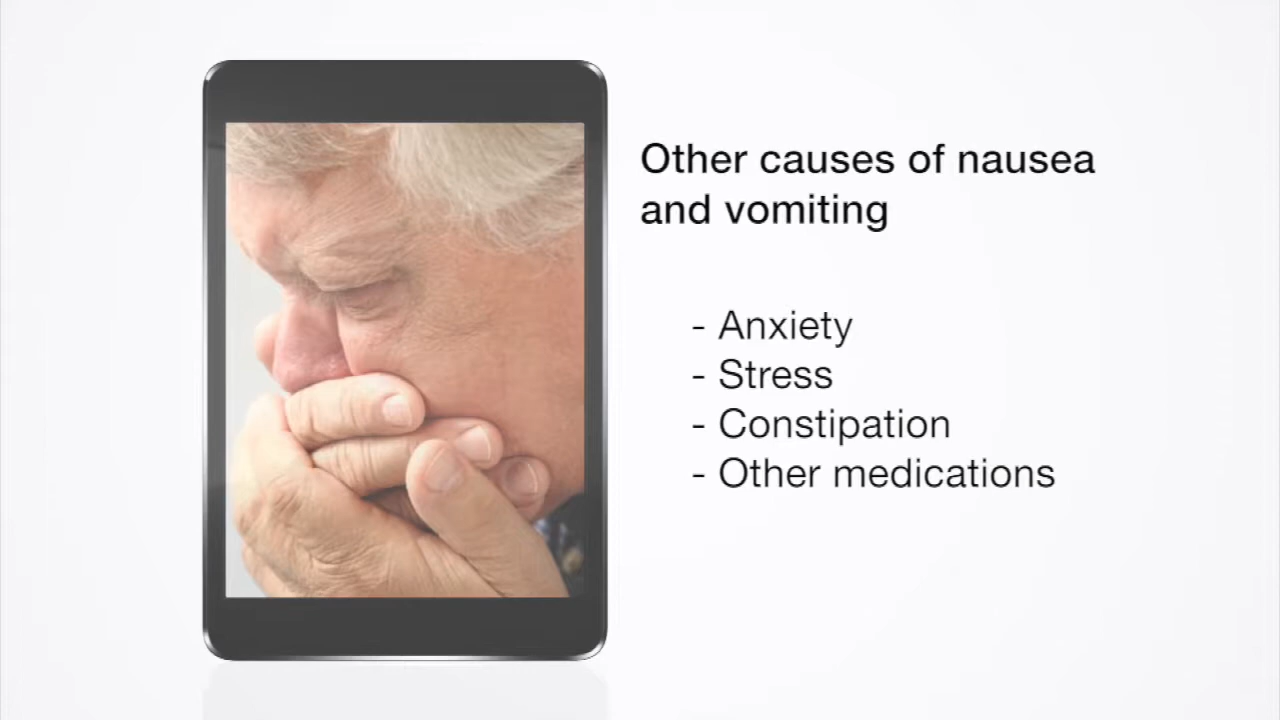 Other causes of nausea
and vomiting
- Anxiety
- Stress
- Constipation
- Other medications